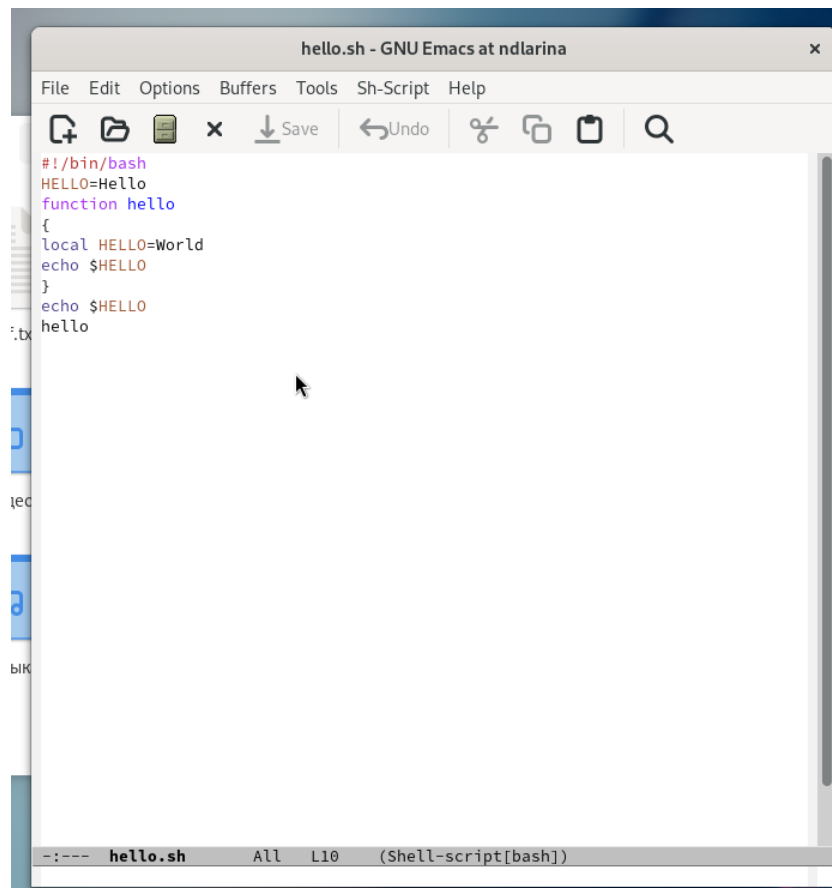 hello.sh - GNU Emacs at ndlarina
File Edit Options Buffers Tools Sh-Script Help
Save Undo
#!/bin/bash
HELLO=Hello
function hello
{
local HELLO=World
echo $HELLO
}
echo $HELLO
hello
-:--- hello.sh All L10 (Shell-script[bash])